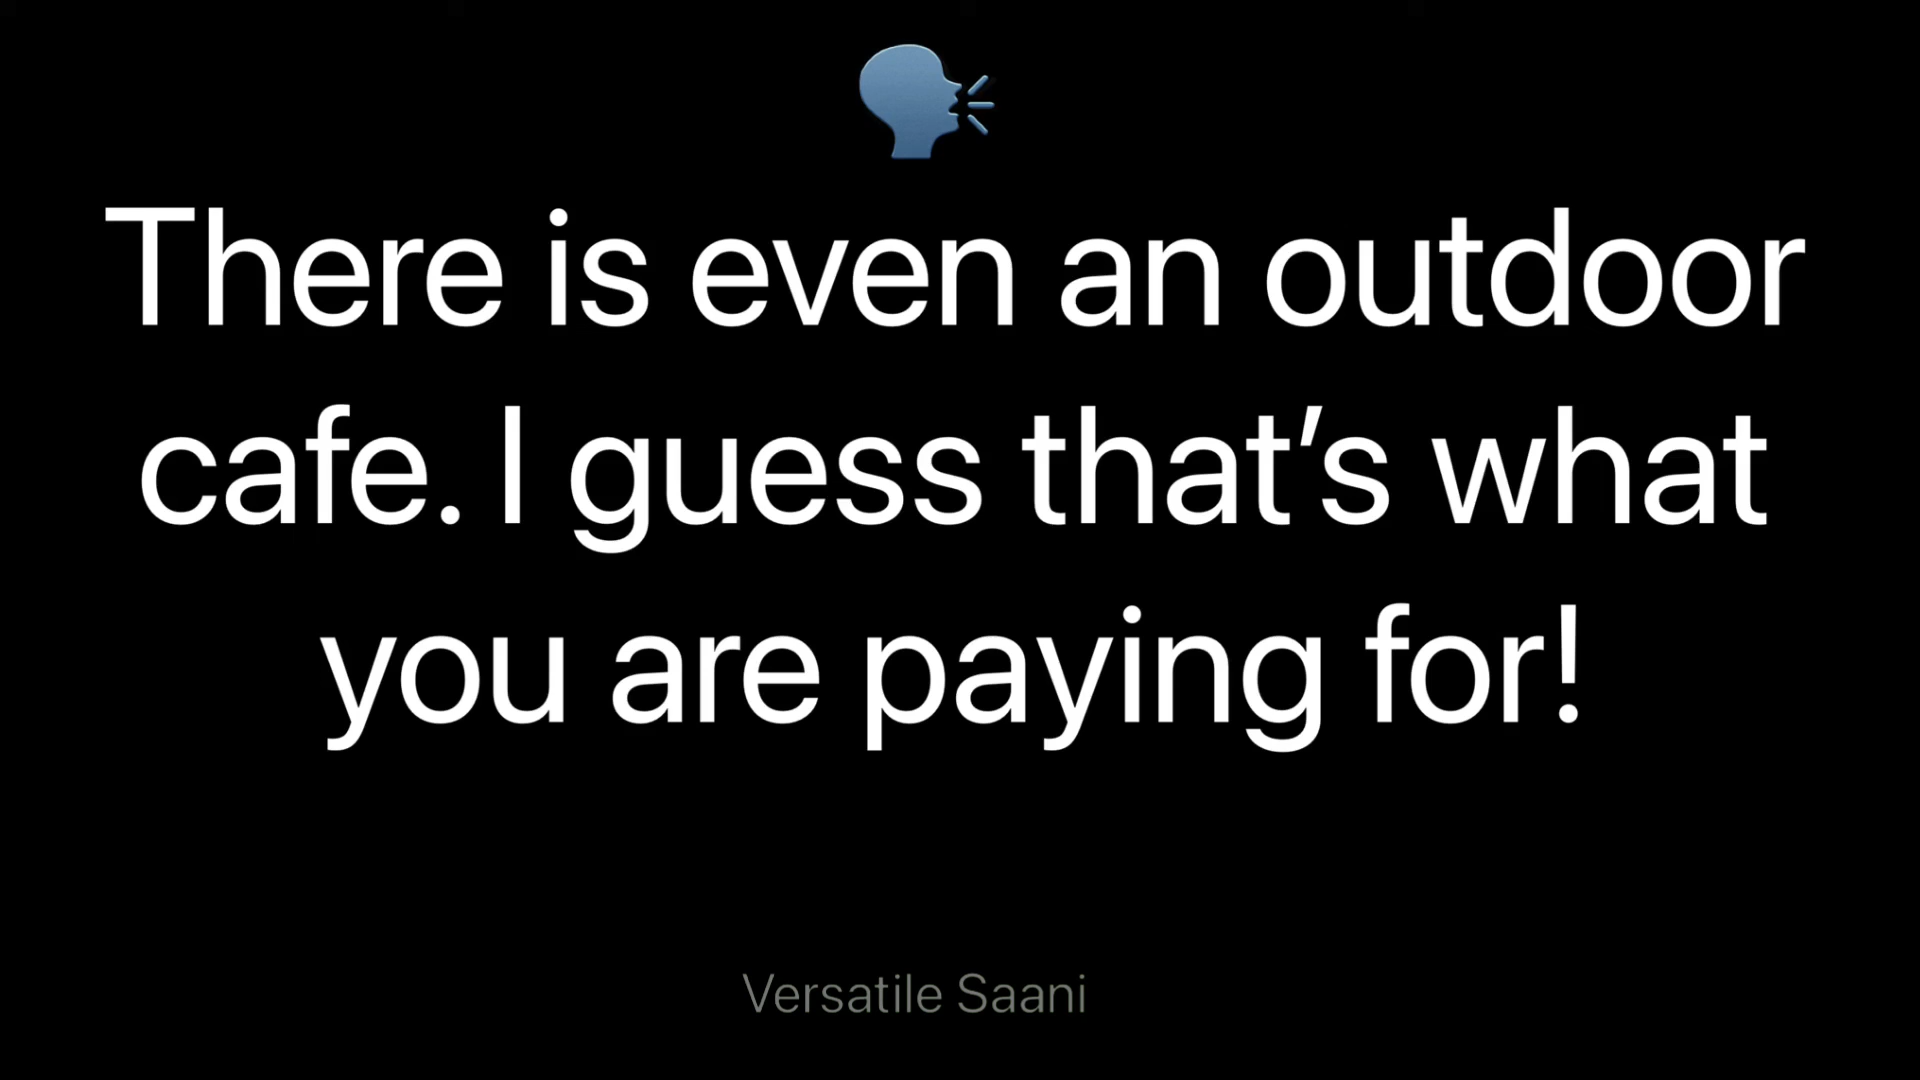 There is even an outdoor
cafe. I guess that’s what
you are paying for!
Versatile Saani